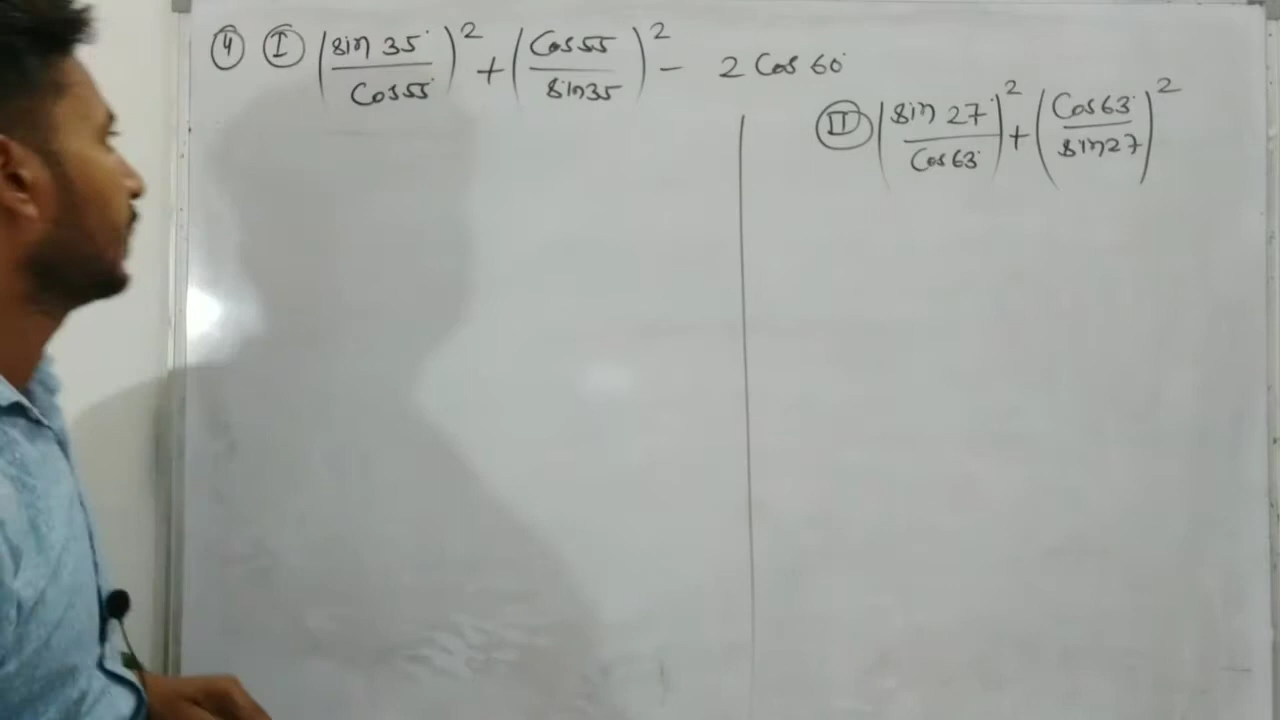 ④ Ⓘ (sin 35° / Cos 55°)² + (Cos 55 / sin 35)² - 2 Cos 60°
Ⓘⓘ (sin 27° / Cos 63°)² + (Cos 63° / sin 27)²